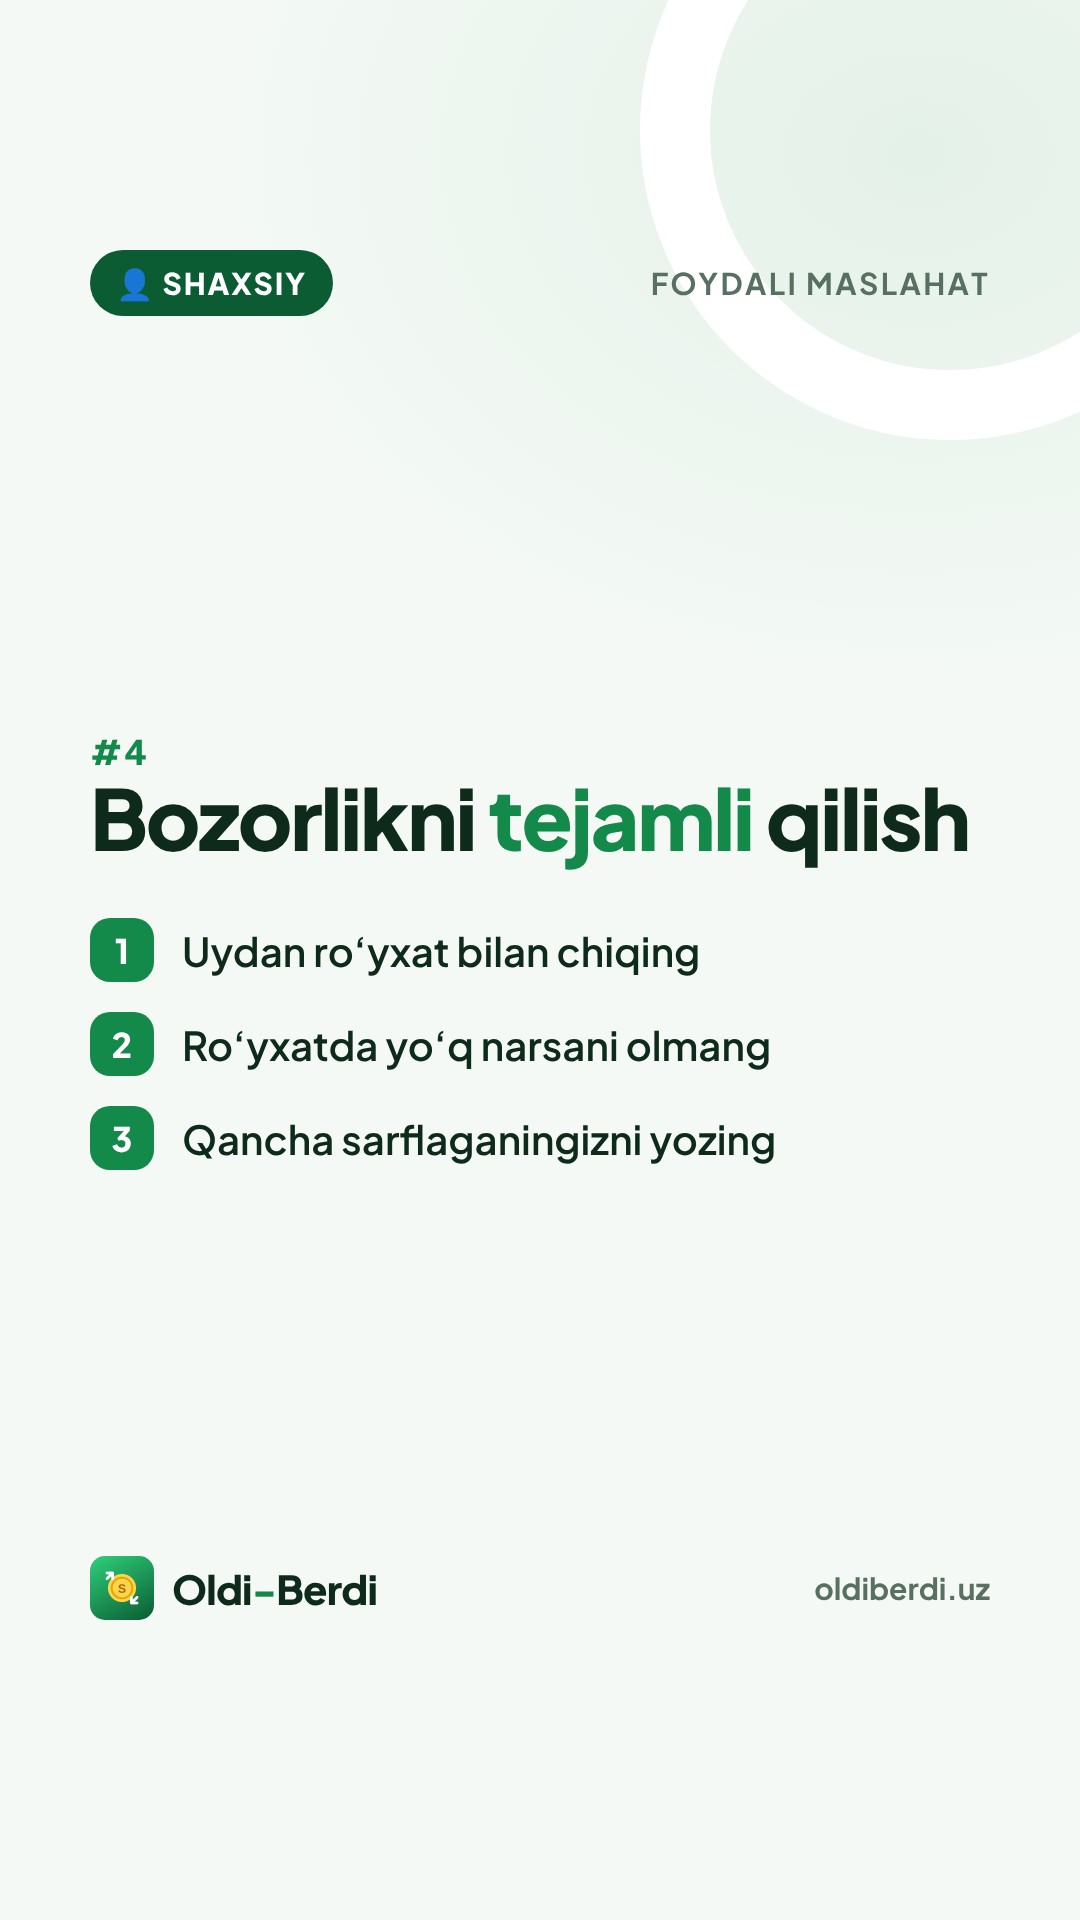 👤 SHAXSIY
FOYDALI MASLAHAT
#4
Bozorlikni tejamli qilish
1 Uydan ro‘yxat bilan chiqing
2 Ro‘yxatda yo‘q narsani olmang
3 Qancha sarflaganingizni yozing
S
Oldi-Berdi
oldiberdi.uz